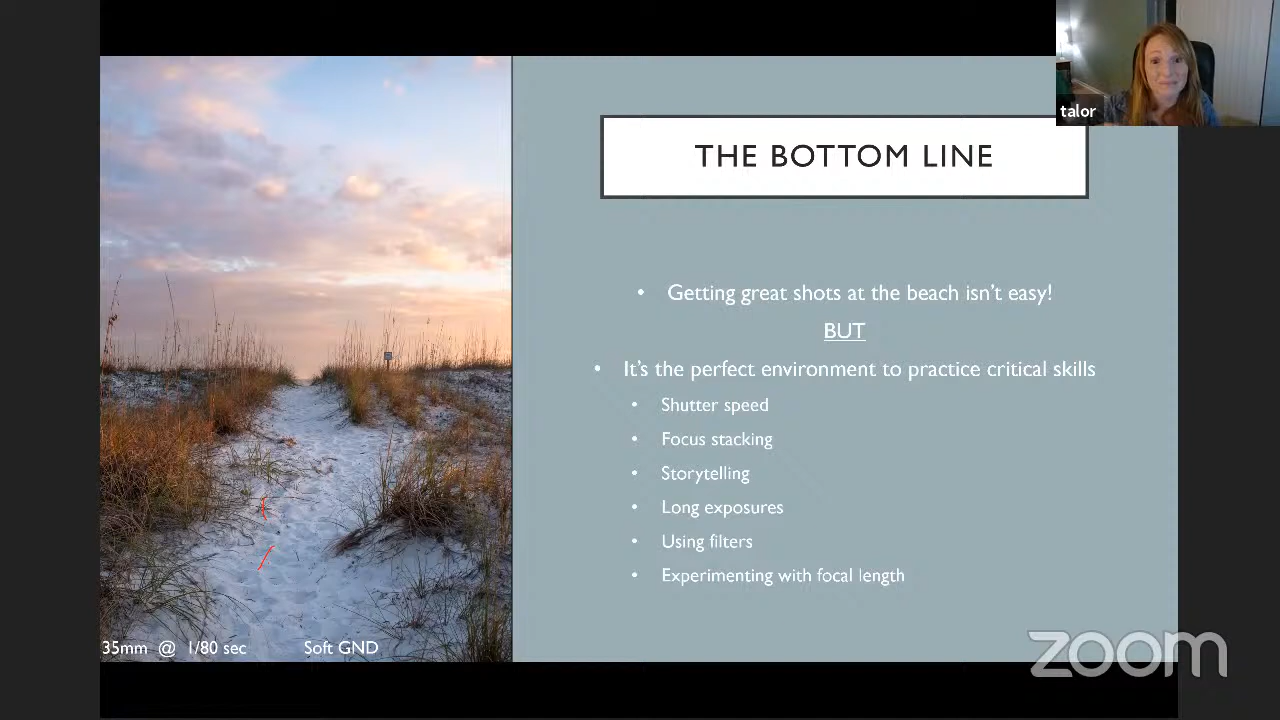 talor
THE BOTTOM LINE
• Getting great shots at the beach isn't easy!
BUT
• It's the perfect environment to practice critical skills
• Shutter speed
• Focus stacking
• Storytelling
• Long exposures
• Using filters
• Experimenting with focal length
35mm @ 1/80 sec Soft GND
zoom